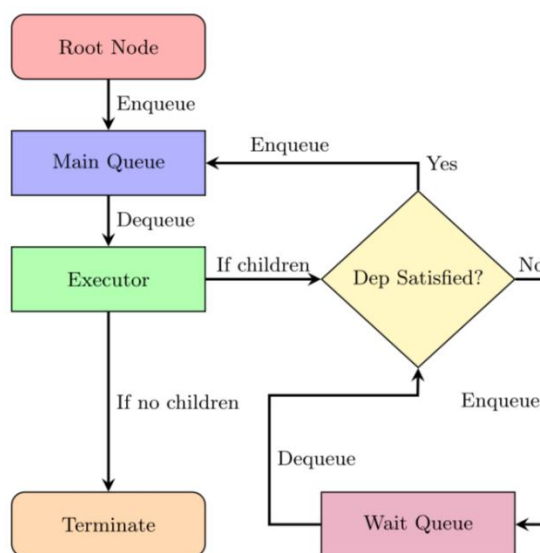 Root Node
Enqueue
Main Queue
Enqueue
Yes
Dequeue
Executor
If children
Dep Satisfied?
No
If no children
Enqueue
Dequeue
Terminate
Wait Queue